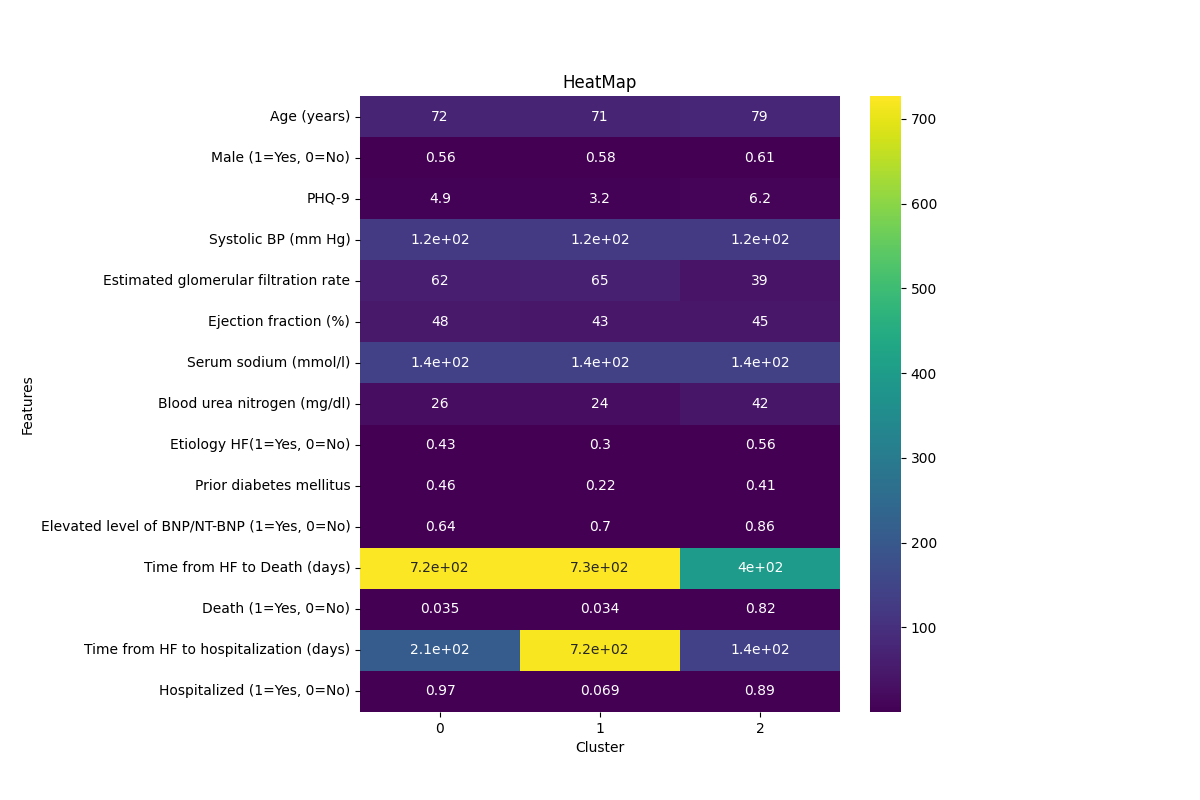 HeatMap
Age (years) 72 71 79
Male (1=Yes, 0=No) 0.56 0.58 0.61
PHQ-9 4.9 3.2 6.2
Systolic BP (mm Hg) 1.2e+02 1.2e+02 1.2e+02
Estimated glomerular filtration rate 62 65 39
Ejection fraction (%) 48 43 45
Serum sodium (mmol/l) 1.4e+02 1.4e+02 1.4e+02
Blood urea nitrogen (mg/dl) 26 24 42
Etiology HF(1=Yes, 0=No) 0.43 0.3 0.56
Prior diabetes mellitus 0.46 0.22 0.41
Elevated level of BNP/NT-BNP (1=Yes, 0=No) 0.64 0.7 0.86
Time from HF to Death (days) 7.2e+02 7.3e+02 4e+02
Death (1=Yes, 0=No) 0.035 0.034 0.82
Time from HF to hospitalization (days) 2.1e+02 7.2e+02 1.4e+02
Hospitalized (1=Yes, 0=No) 0.97 0.069 0.89
0 1 2
Cluster
Features
700
600
500
400
300
200
100